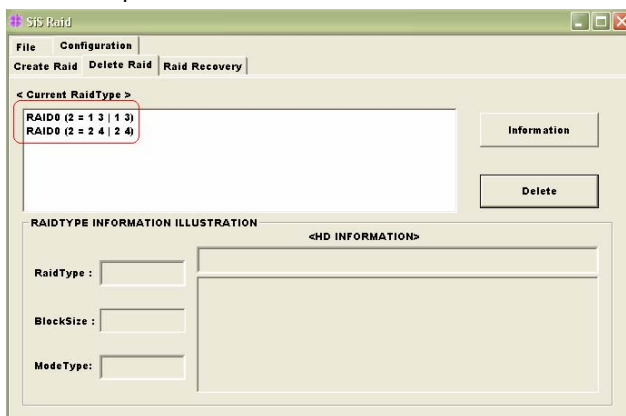 SiS Raid
File Configuration
Create Raid Delete Raid Raid Recovery
< Current RaidType >
RAID0 (2 = 1 3 | 1 3)
RAID0 (2 = 2 4 | 2 4)
Information
Delete
RAIDTYPE INFORMATION ILLUSTRATION
<HD INFORMATION>
RaidType :
BlockSize :
ModeType: